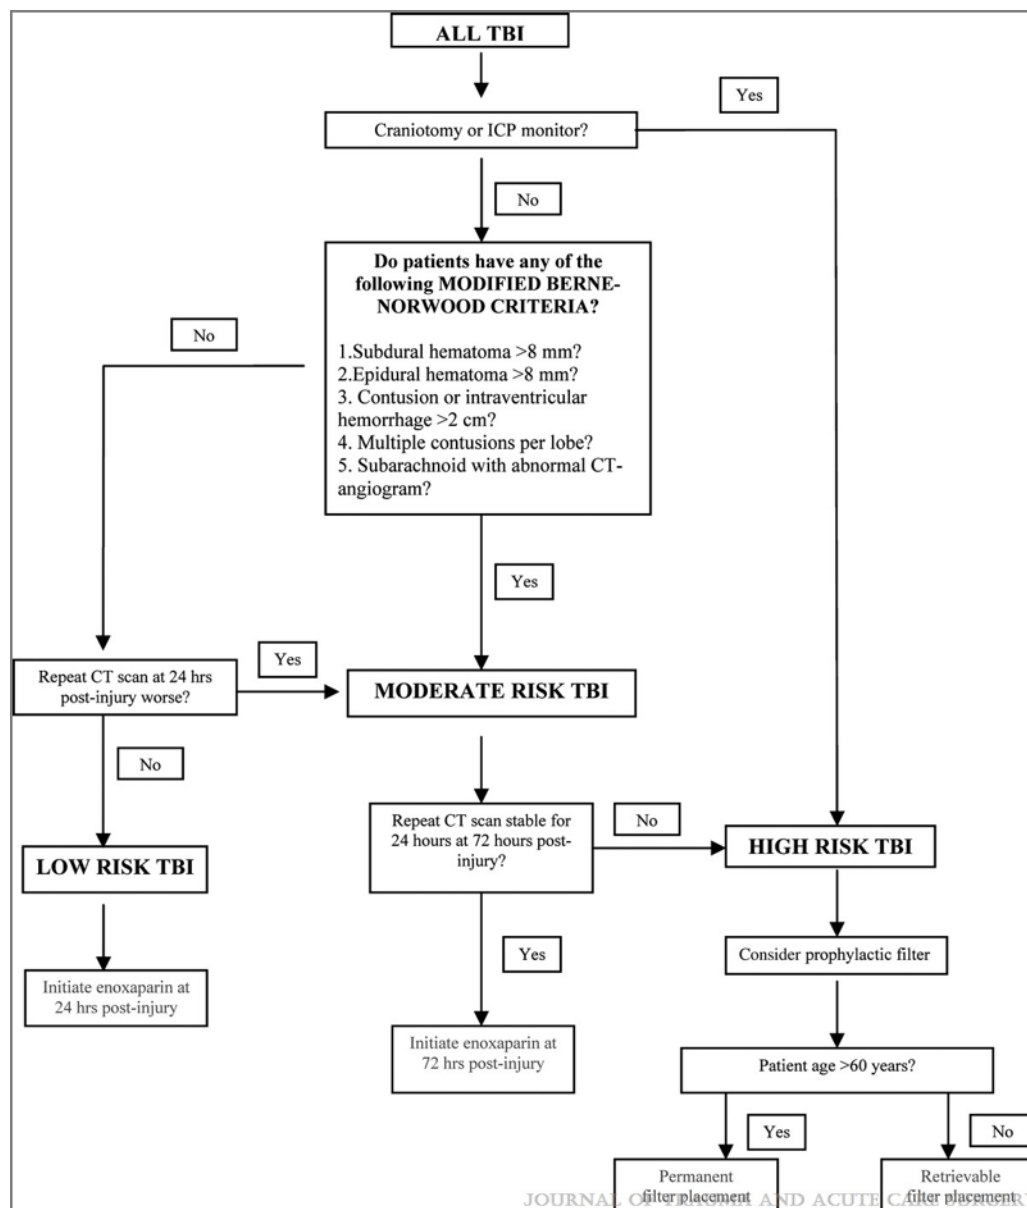 ALL TBI
Yes
Craniotomy or ICP monitor?
No
Do patients have any of the
following MODIFIED BERNE-
NORWOOD CRITERIA?
No
1.Subdural hematoma >8 mm?
2.Epidural hematoma >8 mm?
3. Contusion or intraventricular
hemorrhage >2 cm?
4. Multiple contusions per lobe?
5. Subarachnoid with abnormal CT-
angiogram?
Yes
Repeat CT scan at 24 hrs
post-injury worse?
Yes
MODERATE RISK TBI
No
Repeat CT scan stable for
24 hours at 72 hours post-
injury?
No
HIGH RISK TBI
LOW RISK TBI
Yes
Consider prophylactic filter
Initiate enoxaparin at
24 hrs post-injury
Initiate enoxaparin at
72 hrs post-injury
Patient age >60 years?
Yes
No
Permanent
filter placement
Retrievable
filter placement
JOURNAL OF TRAUMA AND ACUTE CARE SURGERY